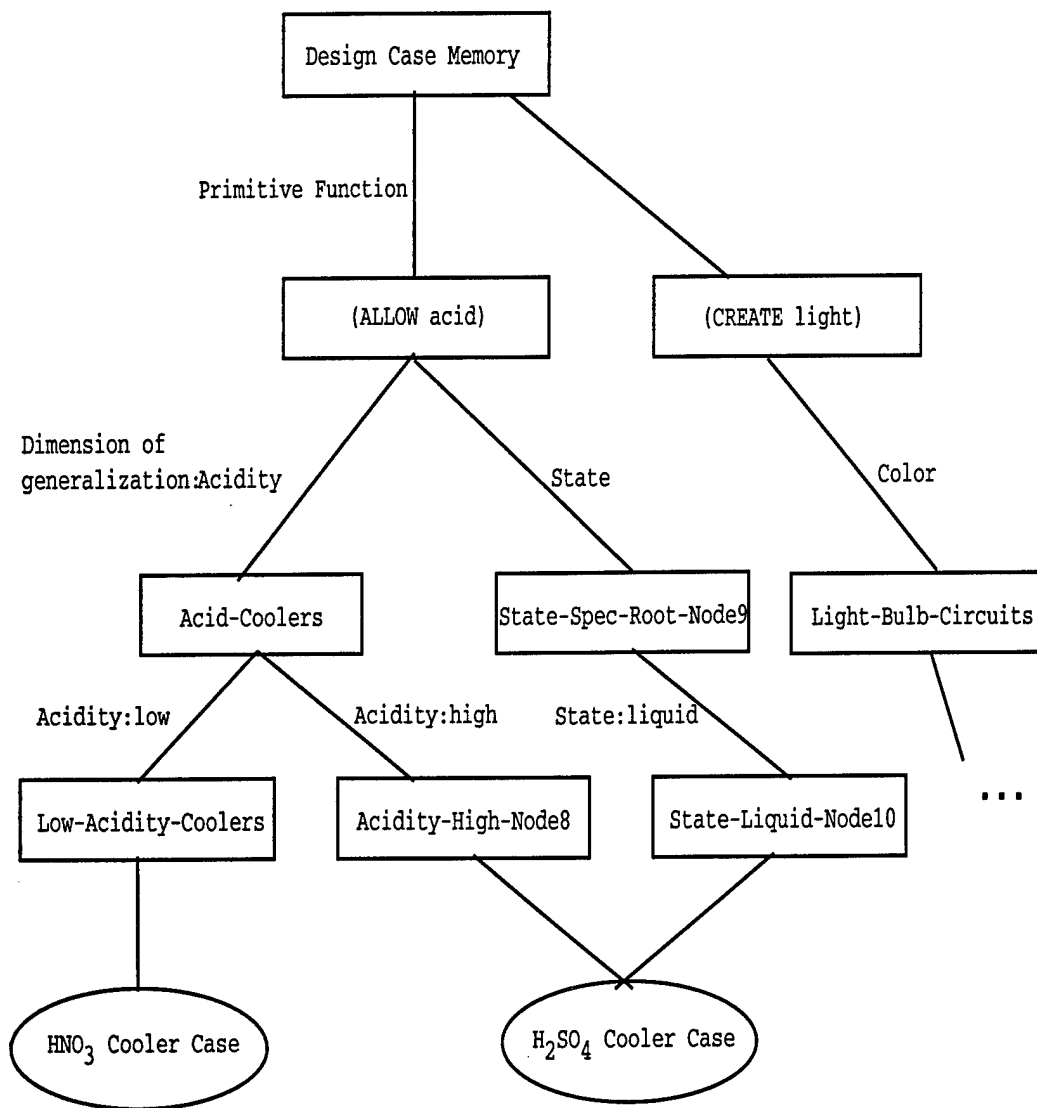 Design Case Memory
Primitive Function
(ALLOW acid)
(CREATE light)
Dimension of
generalization:Acidity
State
Color
Acid-Coolers
State-Spec-Root-Node9
Light-Bulb-Circuits
Acidity:low
Acidity:high
State:liquid
Low-Acidity-Coolers
Acidity-High-Node8
State-Liquid-Node10
...
HNO3 Cooler Case
H2SO4 Cooler Case